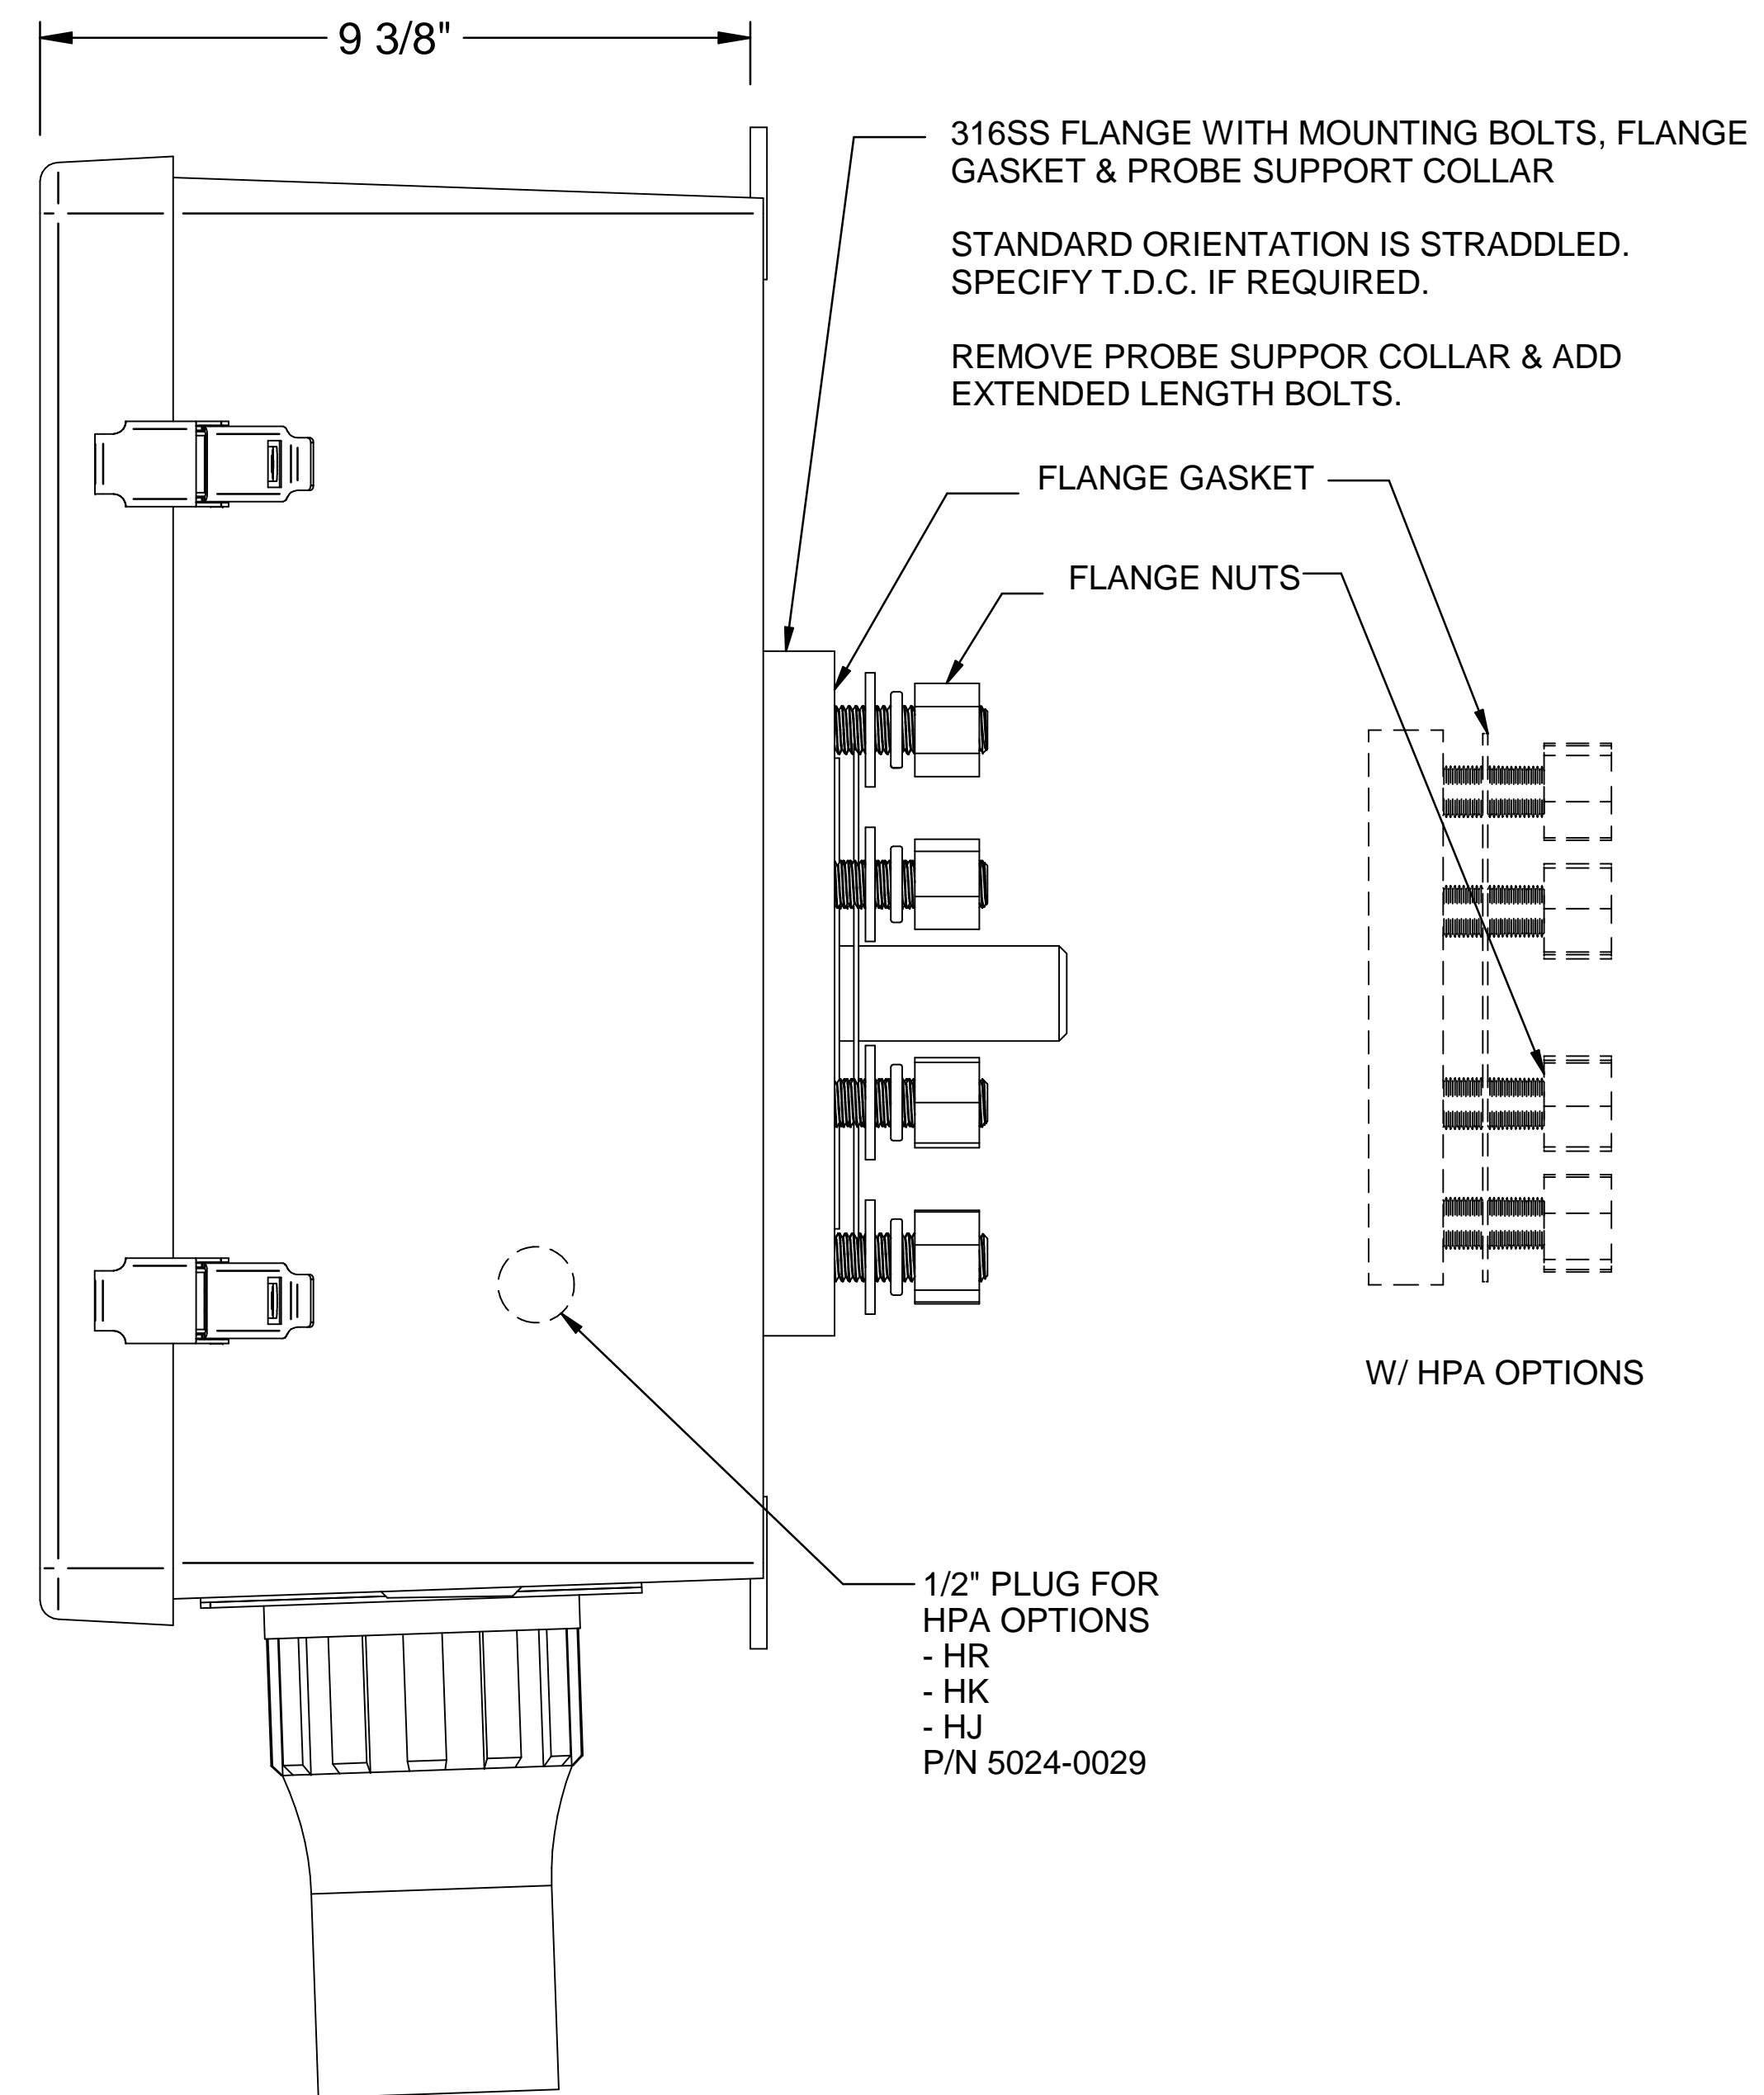 9 3/8"
316SS FLANGE WITH MOUNTING BOLTS, FLANGE
GASKET & PROBE SUPPORT COLLAR
STANDARD ORIENTATION IS STRADDLED.
SPECIFY T.D.C. IF REQUIRED.
REMOVE PROBE SUPPOR COLLAR & ADD
EXTENDED LENGTH BOLTS.
FLANGE GASKET
FLANGE NUTS
W/ HPA OPTIONS
1/2" PLUG FOR
HPA OPTIONS
- HR
- HK
- HJ
P/N 5024-0029